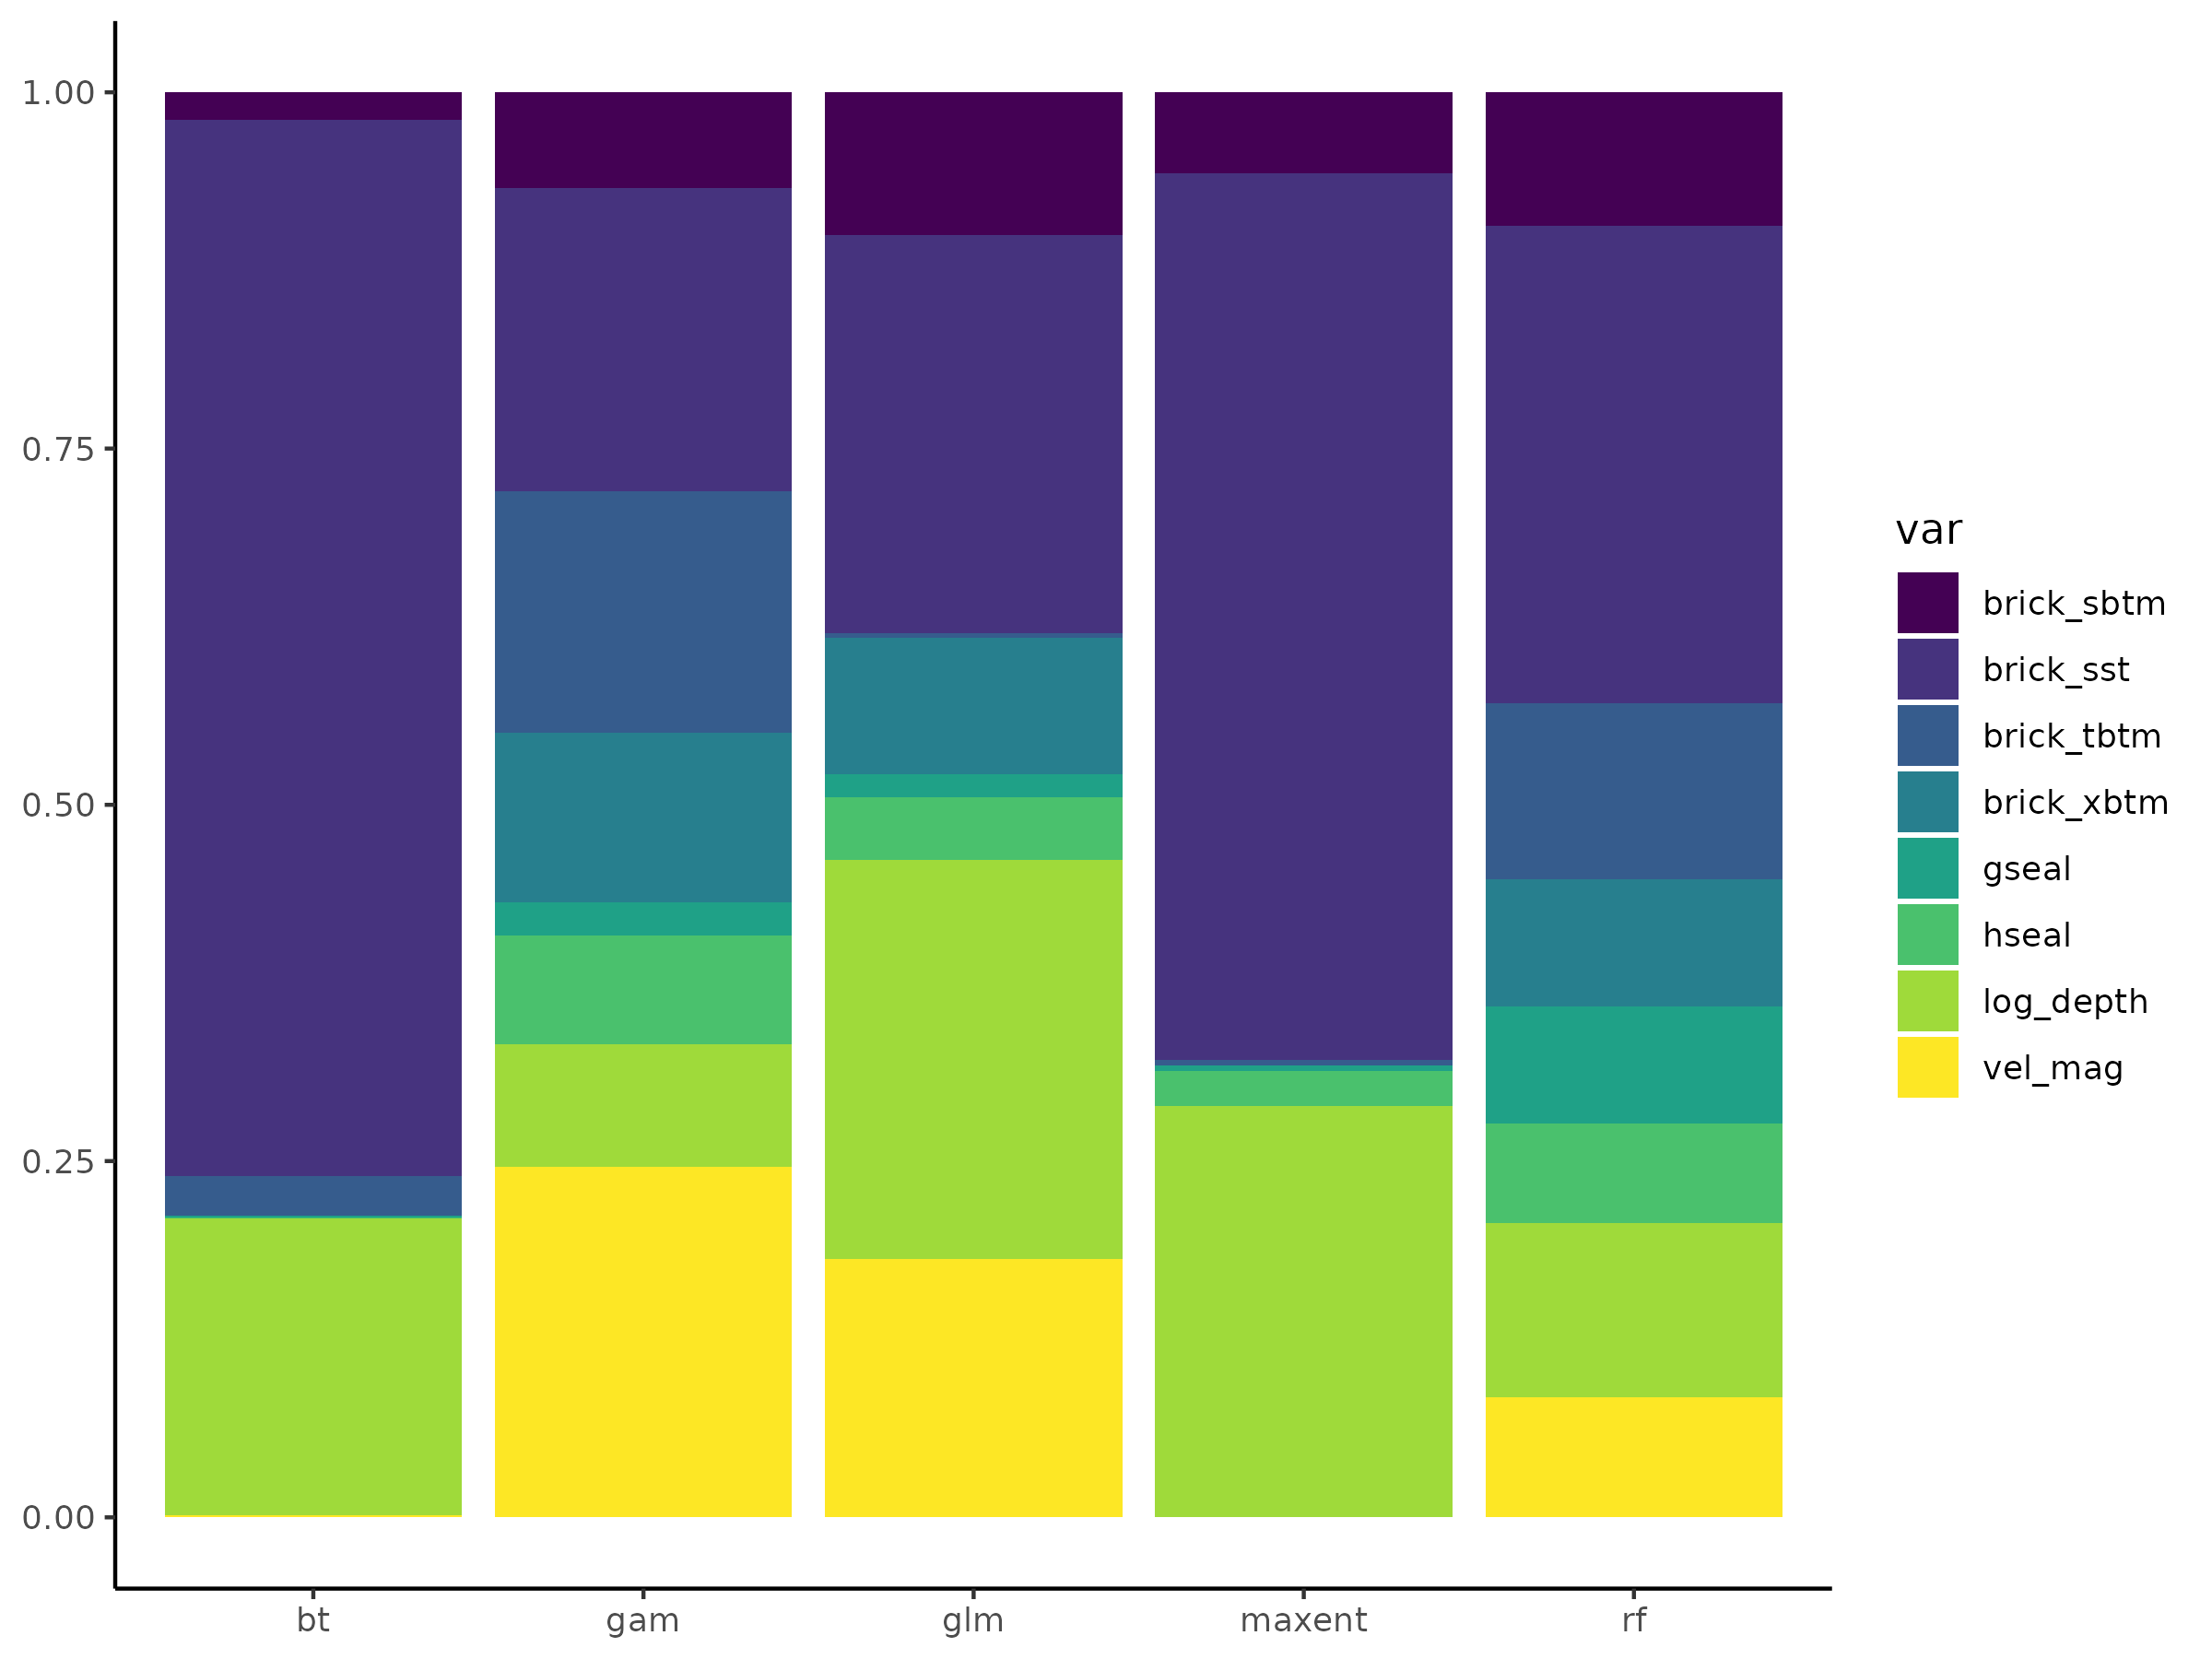 1.00
0.75
0.50
0.25
0.00
bt
gam
glm
maxent
rf
var
brick_sbtm
brick_sst
brick_tbtm
brick_xbtm
gseal
hseal
log_depth
vel_mag